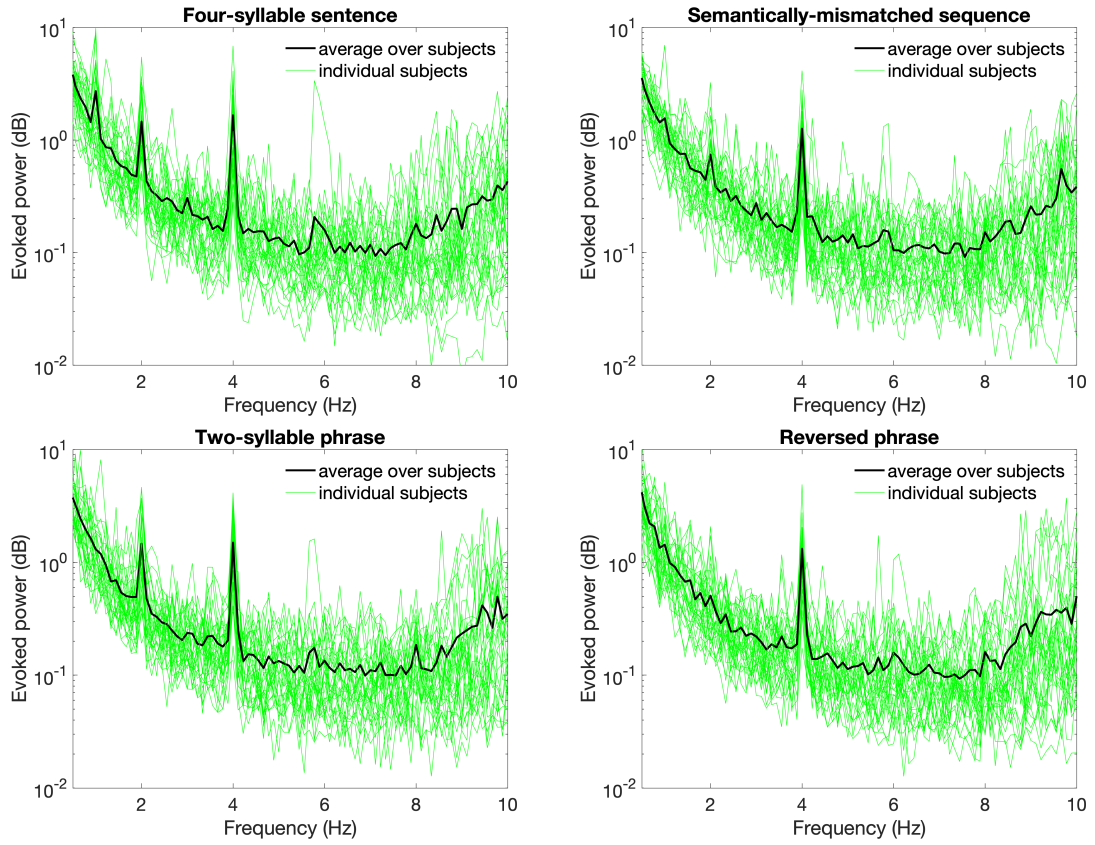 Four-syllable sentence
Evoked power (dB)
10^1
10^0
10^-1
10^-2
average over subjects
individual subjects
2 4 6 8 10
Frequency (Hz)
Semantically-mismatched sequence
Evoked power (dB)
10^1
10^0
10^-1
10^-2
average over subjects
individual subjects
2 4 6 8 10
Frequency (Hz)
Two-syllable phrase
Evoked power (dB)
10^1
10^0
10^-1
10^-2
average over subjects
individual subjects
2 4 6 8 10
Frequency (Hz)
Reversed phrase
Evoked power (dB)
10^1
10^0
10^-1
10^-2
average over subjects
individual subjects
2 4 6 8 10
Frequency (Hz)